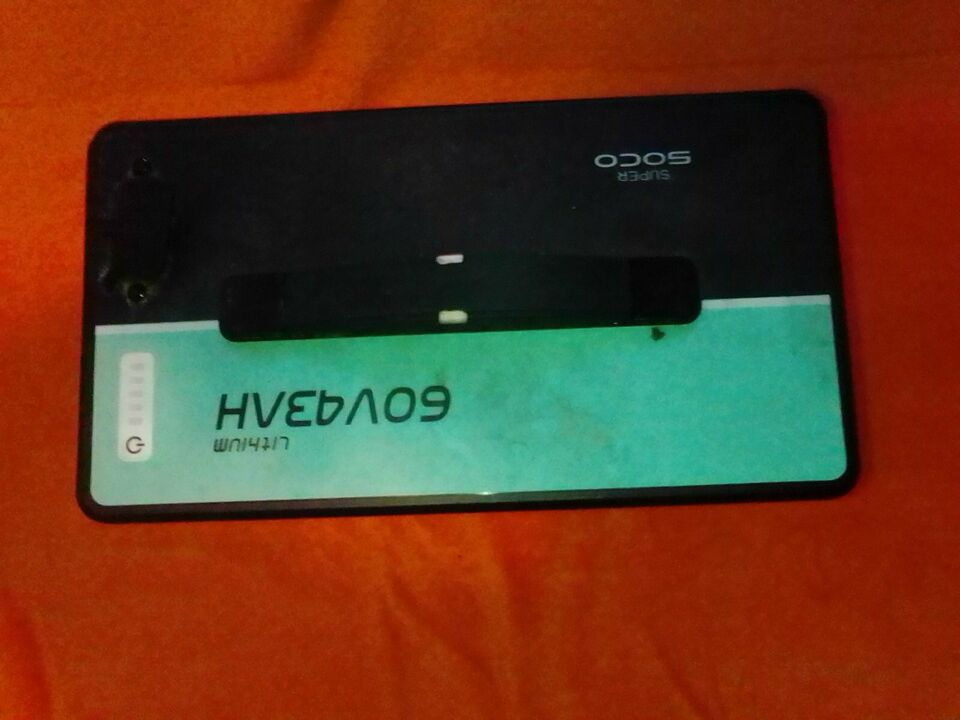 LITHIUM
60V43AH
SUPER
SOCO